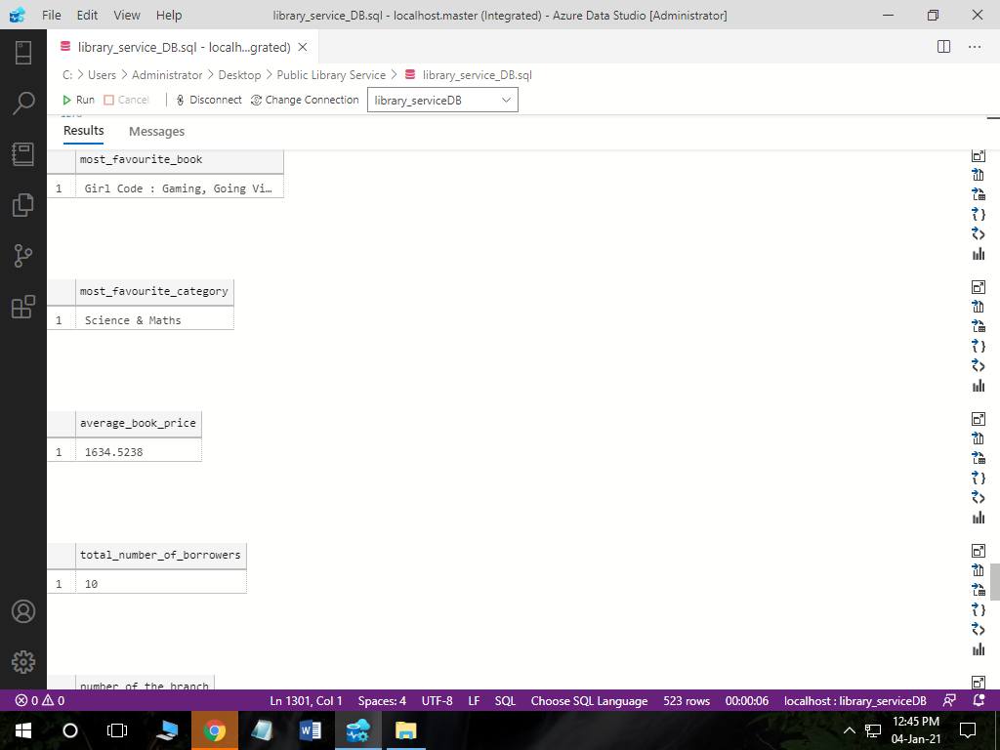 File Edit View Help library_service_DB.sql - localhost.master (Integrated) - Azure Data Studio [Administrator]
library_service_DB.sql - localh...grated)
C: > Users > Administrator > Desktop > Public Library Service > library_service_DB.sql
Run Cancel Disconnect Change Connection library_serviceDB
Results Messages
most_favourite_book
1 Girl Code : Gaming, Going Vi…
most_favourite_category
1 Science & Maths
average_book_price
1 1634.5238
total_number_of_borrowers
1 10
number_of_the_branch
0 0 Ln 1301, Col 1 Spaces: 4 UTF-8 LF SQL Choose SQL Language 523 rows 00:00:06 localhost : library_serviceDB
12:45 PM
04-Jan-21